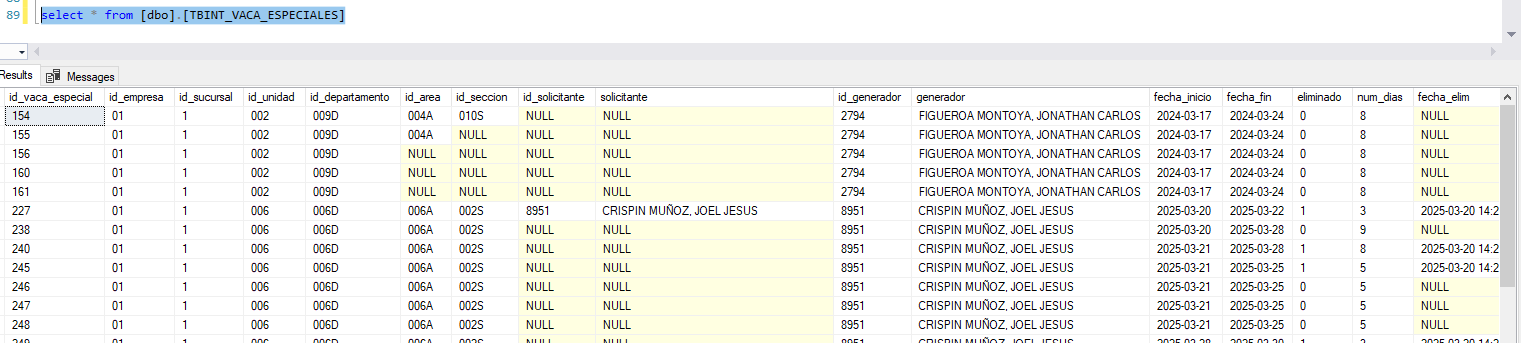 89 select * from [dbo].[TBINT_VACA_ESPECIALES]
Results Messages
id_vaca_especial id_empresa id_sucursal id_unidad id_departamento id_area id_seccion id_solicitante solicitante id_generador generador fecha_inicio fecha_fin eliminado num_dias fecha_elim
154 01 1 002 009D 004A 010S NULL NULL 2794 FIGUEROA MONTOYA, JONATHAN CARLOS 2024-03-17 2024-03-24 0 8 NULL
155 01 1 002 009D 004A NULL NULL NULL 2794 FIGUEROA MONTOYA, JONATHAN CARLOS 2024-03-17 2024-03-24 0 8 NULL
156 01 1 002 009D NULL NULL NULL NULL 2794 FIGUEROA MONTOYA, JONATHAN CARLOS 2024-03-17 2024-03-24 0 8 NULL
160 01 1 002 009D NULL NULL NULL NULL 2794 FIGUEROA MONTOYA, JONATHAN CARLOS 2024-03-17 2024-03-24 0 8 NULL
161 01 1 002 009D NULL NULL NULL NULL 2794 FIGUEROA MONTOYA, JONATHAN CARLOS 2024-03-17 2024-03-24 0 8 NULL
227 01 1 006 006D 006A 002S 8951 CRISPIN MUÑOZ, JOEL JESUS 8951 CRISPIN MUÑOZ, JOEL JESUS 2025-03-20 2025-03-22 1 3 2025-03-20 14:2
238 01 1 006 006D 006A 002S NULL NULL 8951 CRISPIN MUÑOZ, JOEL JESUS 2025-03-20 2025-03-28 0 9 NULL
240 01 1 006 006D 006A 002S NULL NULL 8951 CRISPIN MUÑOZ, JOEL JESUS 2025-03-21 2025-03-28 1 8 2025-03-20 14:2
245 01 1 006 006D 006A 002S NULL NULL 8951 CRISPIN MUÑOZ, JOEL JESUS 2025-03-21 2025-03-25 1 5 2025-03-20 14:2
246 01 1 006 006D 006A 002S NULL NULL 8951 CRISPIN MUÑOZ, JOEL JESUS 2025-03-21 2025-03-25 0 5 NULL
247 01 1 006 006D 006A 002S NULL NULL 8951 CRISPIN MUÑOZ, JOEL JESUS 2025-03-21 2025-03-25 0 5 NULL
248 01 1 006 006D 006A 002S NULL NULL 8951 CRISPIN MUÑOZ, JOEL JESUS 2025-03-21 2025-03-25 0 5 NULL